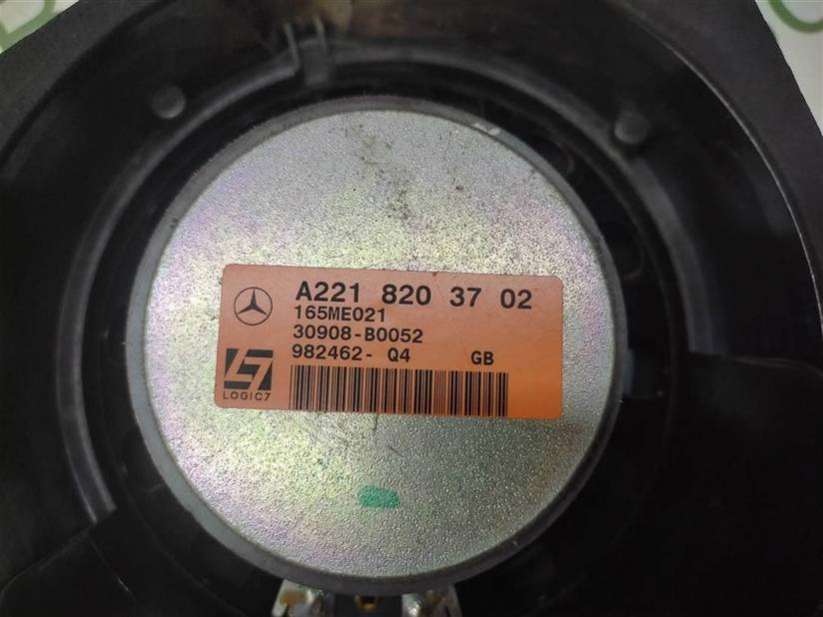 A221 820 37 02
165ME021
30908-B0052
982462- Q4 GB
LOGIC7